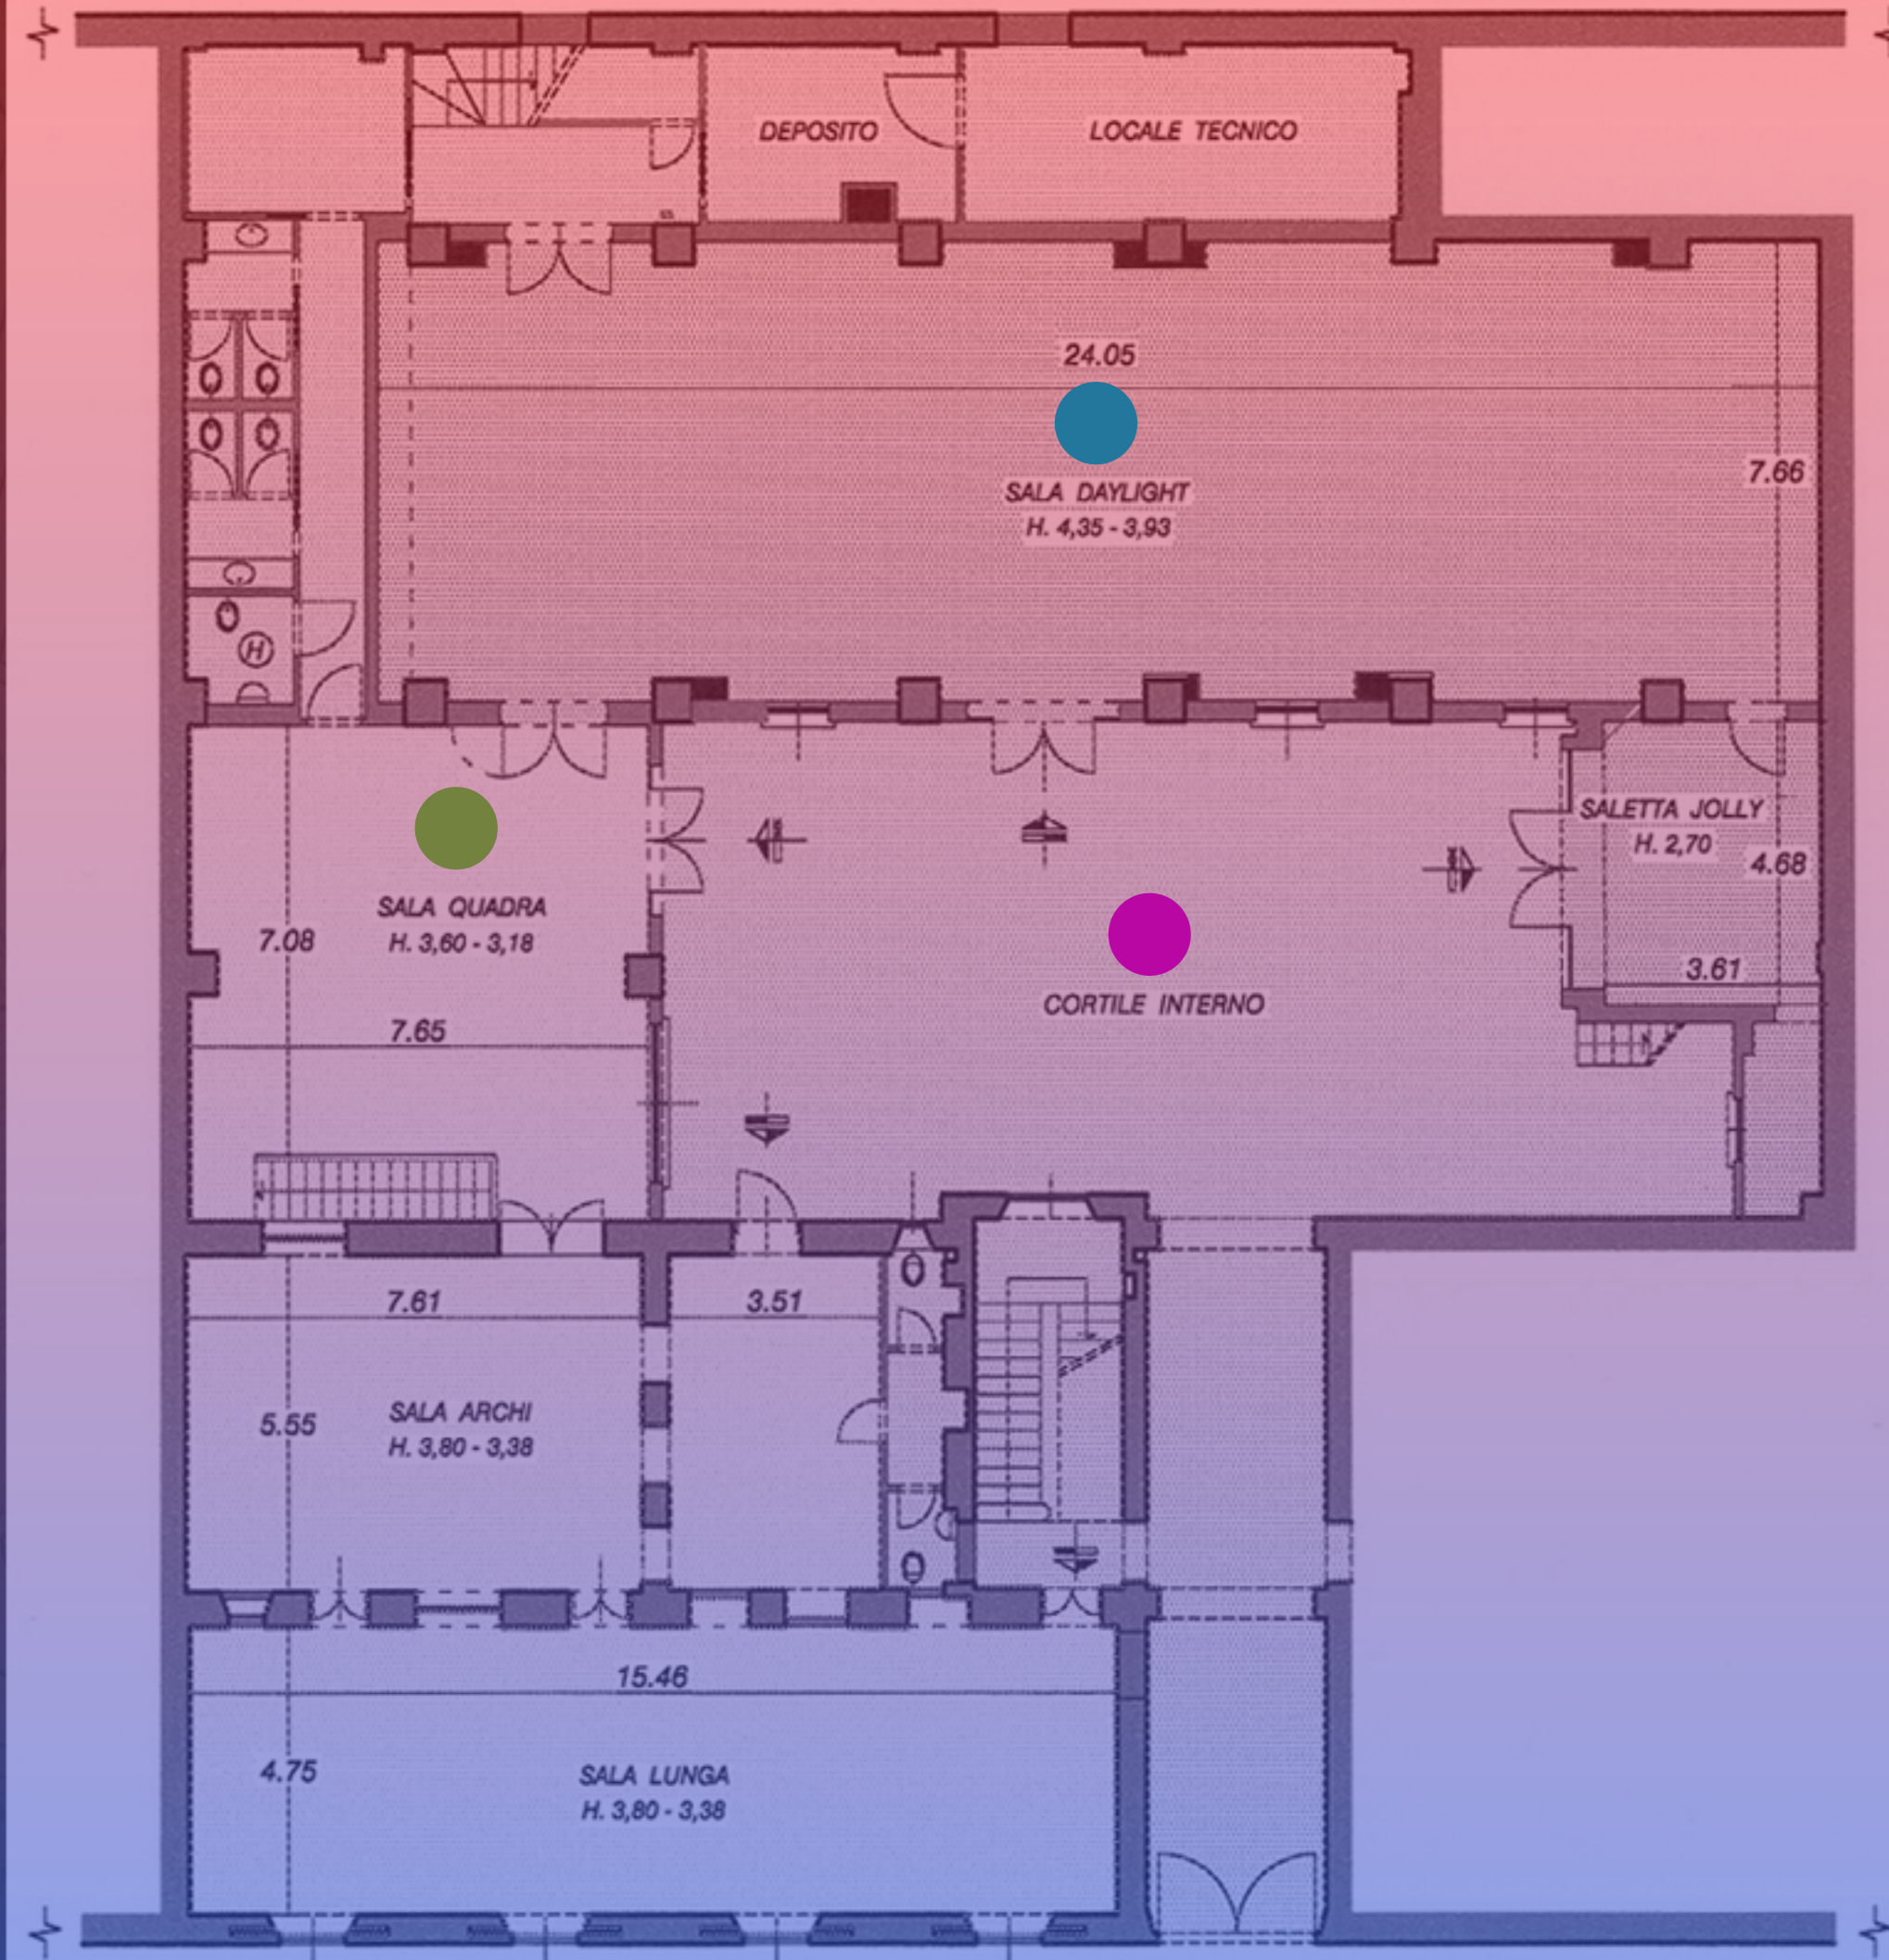 DEPOSITO
LOCALE TECNICO
24.05
SALA DAYLIGHT
H. 4,35 - 3,93
7.66
H
SALETTA JOLLY
H. 2,70
4.68
3.61
SALA QUADRA
H. 3,60 - 3,18
7.08
7.65
CORTILE INTERNO
7.61
3.51
5.55
SALA ARCHI
H. 3,80 - 3,38
15.46
4.75
SALA LUNGA
H. 3,80 - 3,38